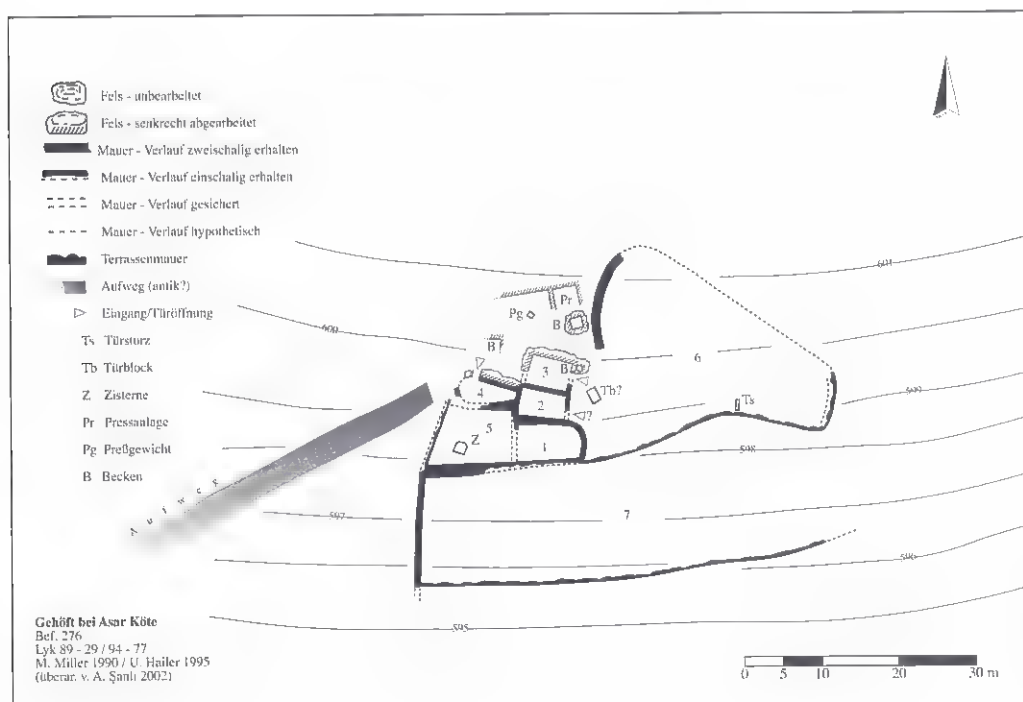 Fels - unbearbeitet
Fels - senkrecht abgearbeitet
Mauer - Verlauf zweischalig erhalten
Mauer - Verlauf einschalig erhalten
Mauer - Verlauf gesichert
Mauer - Verlauf hypothetisch
Terrassenmauer
Aufweg (antik?)
Eingang/Türöffnung
Ts Türsturz
Tb Türblock
Z Zisterne
Pr Pressanlage
Pg Preßgewicht
B Becken
601
Pr
Pg
B
600
B
6
3
B
599
4
Tb?
2
Ts
?
5
Z
1
598
Aufweg
597
7
596
595
Gehöft bei Asar Köte
Bef. 276
Lyk 89 - 29 / 94 - 77
M. Miller 1990 / U. Hailer 1995
(überar. v. A. Şanlı 2002)
0 5 10 20 30 m